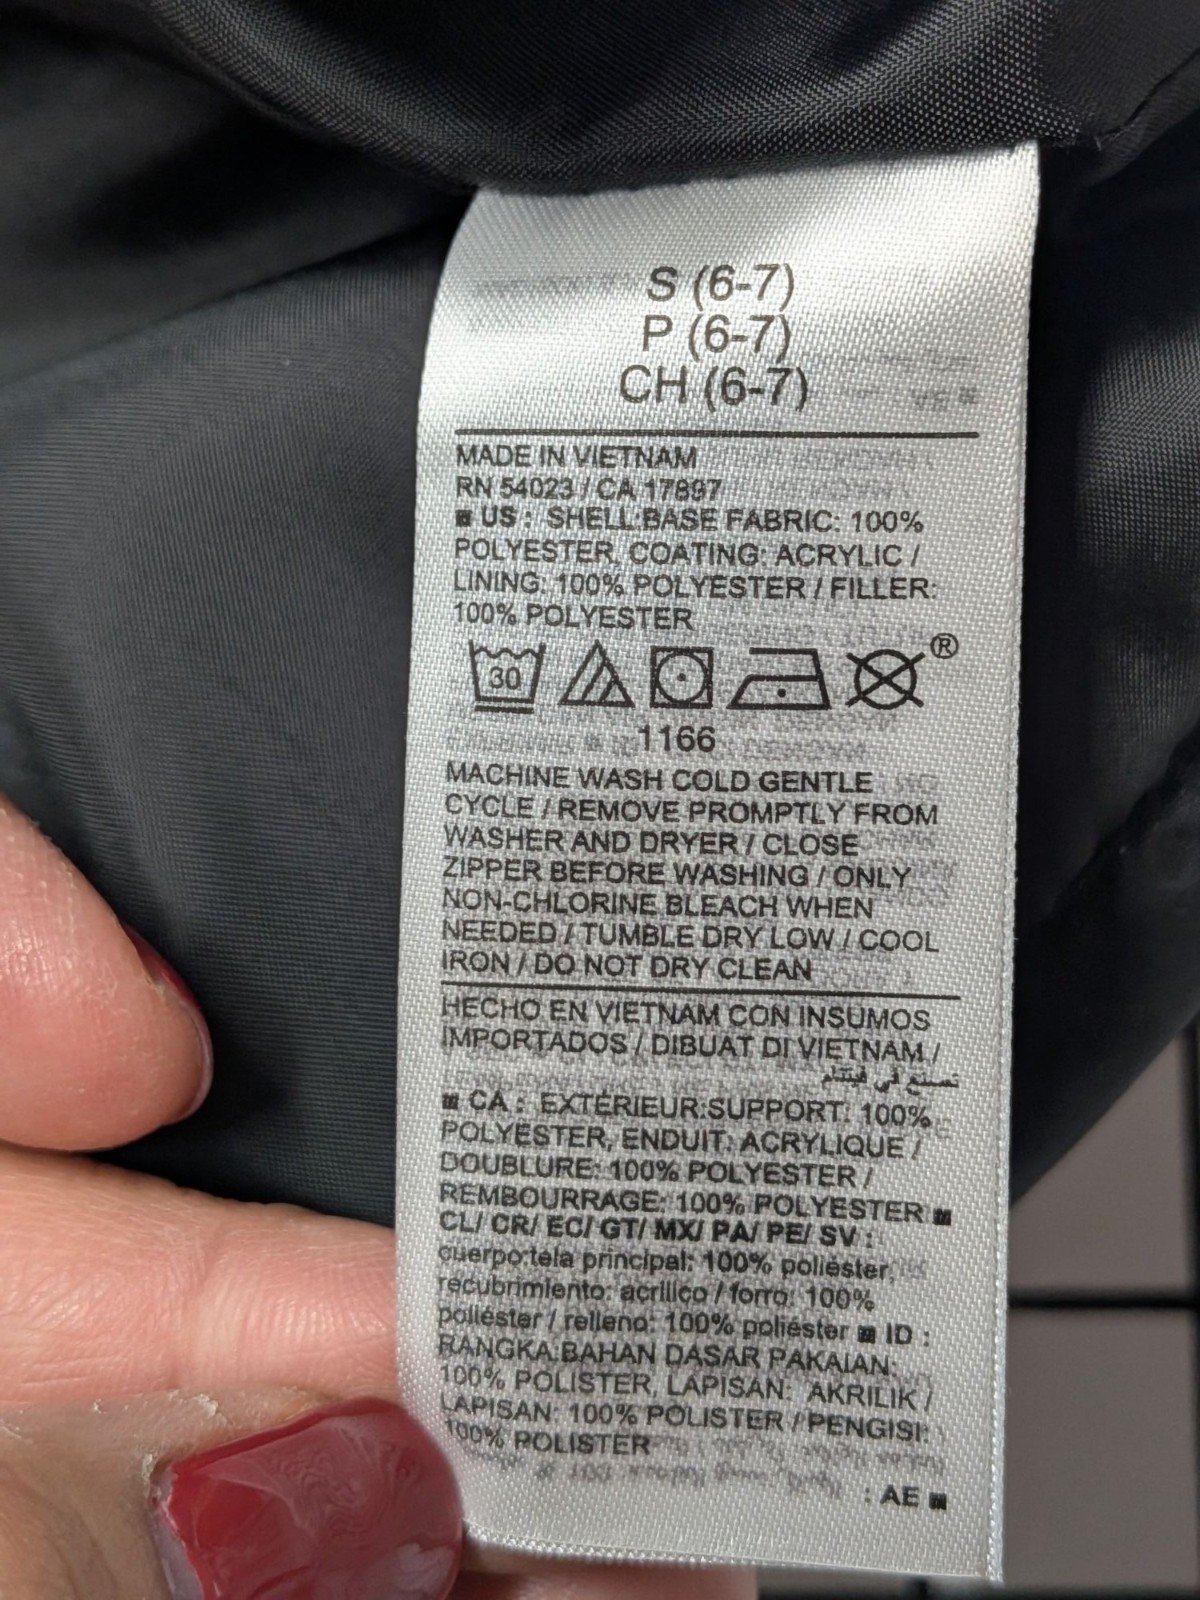 S (6-7)
P (6-7)
CH (6-7)
MADE IN VIETNAM
RN 54023 / CA 17897
■ US : SHELL:BASE FABRIC: 100%
POLYESTER, COATING: ACRYLIC /
LINING: 100% POLYESTER / FILLER:
100% POLYESTER
30 ®
1166
MACHINE WASH COLD GENTLE
CYCLE / REMOVE PROMPTLY FROM
WASHER AND DRYER / CLOSE
ZIPPER BEFORE WASHING / ONLY
NON-CHLORINE BLEACH WHEN
NEEDED / TUMBLE DRY LOW / COOL
IRON / DO NOT DRY CLEAN
HECHO EN VIETNAM CON INSUMOS
IMPORTADOS / DIBUAT DI VIETNAM /
تصنيع في فيتنام
■ CA : EXTÉRIEUR:SUPPORT: 100%
POLYESTER, ENDUIT: ACRYLIQUE /
DOUBLURE: 100% POLYESTER /
REMBOURRAGE: 100% POLYESTER ■
CL/ CR/ EC/ GT/ MX/ PA/ PE/ SV :
cuerpo:tela principal: 100% poliéster,
recubrimiento: acrílico / forro: 100%
poliéster / relleno: 100% poliéster ■ ID :
RANGKA:BAHAN DASAR PAKAIAN:
100% POLISTER, LAPISAN: AKRILIK /
LAPISAN: 100% POLISTER / PENGISI:
100% POLISTER
: AE ■